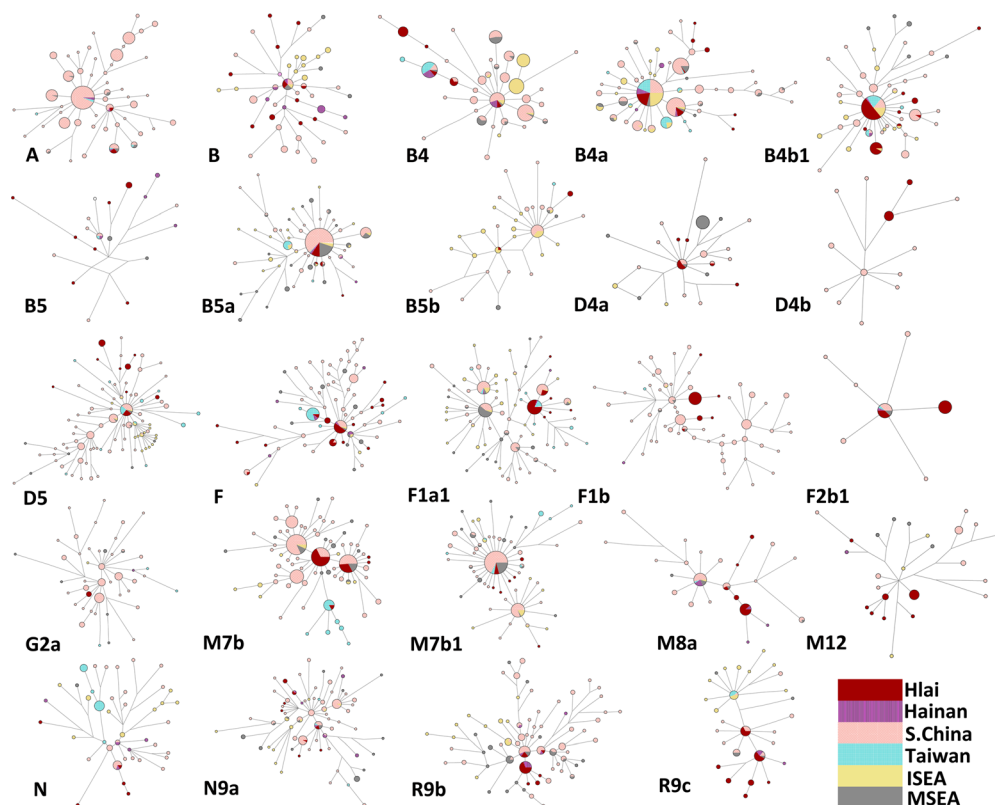 A
B
B4
B4a
B4b1
B5
B5a
B5b
D4a
D4b
D5
F
F1a1
F1b
F2b1
G2a
M7b
M7b1
M8a
M12
N
N9a
R9b
R9c
Hlai
Hainan
S.China
Taiwan
ISEA
MSEA